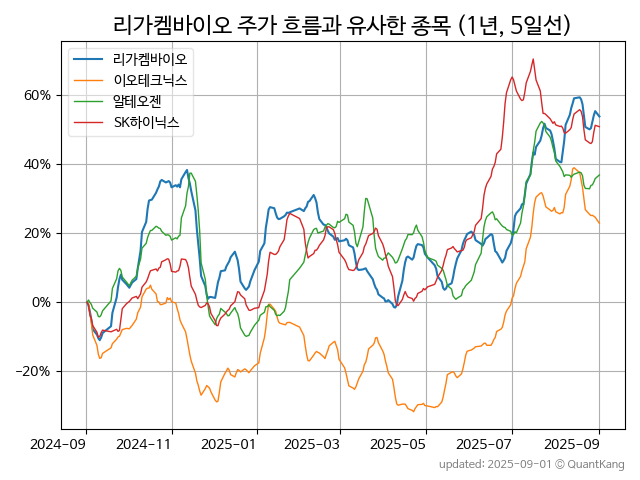 리가켐바이오 주가 흐름과 유사한 종목 (1년, 5일선)
리가켐바이오
이오테크닉스
알테오젠
SK하이닉스
60%
40%
20%
0%
−20%
2024-09
2024-11
2025-01
2025-03
2025-05
2025-07
2025-09
updated: 2025-09-01 © QuantKang